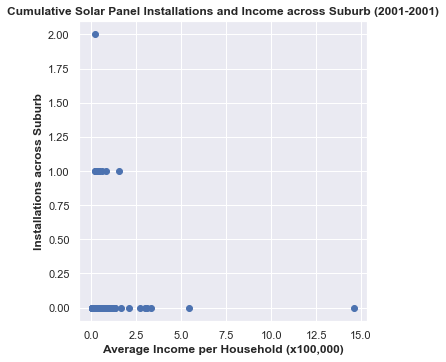 Cumulative Solar Panel Installations and Income across Suburb (2001-2001)
2.00
1.75
1.50
1.25
1.00
0.75
0.50
0.25
0.00
Installations across Suburb
0.0 2.5 5.0 7.5 10.0 12.5 15.0
Average Income per Household (x100,000)